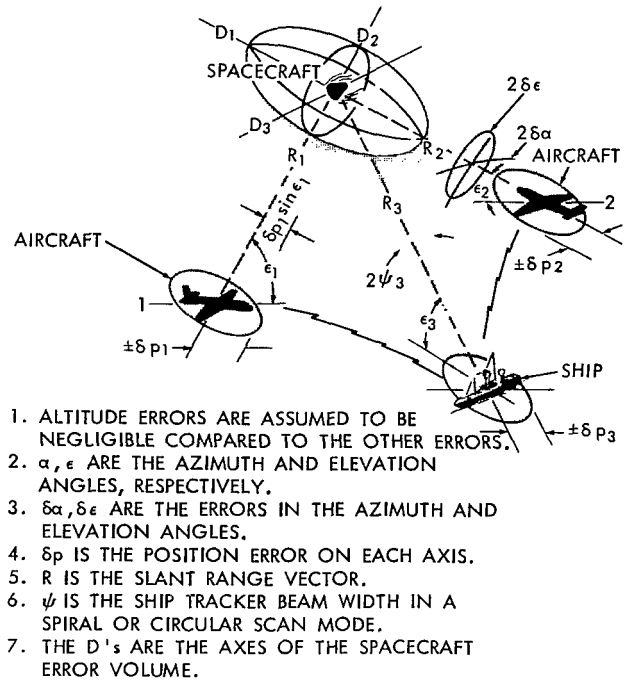 D1
D2
SPACECRAFT
D3
R1
R2
R3
2δϵ
2δα
AIRCRAFT
ϵ2
2
±δp2
δp1 sin ϵ1
AIRCRAFT
ϵ1
1
±δp1
2ψ3
ϵ3
SHIP
±δp3
1. ALTITUDE ERRORS ARE ASSUMED TO BE
NEGLIGIBLE COMPARED TO THE OTHER ERRORS.
2. α, ϵ ARE THE AZIMUTH AND ELEVATION
ANGLES, RESPECTIVELY.
3. δα, δϵ ARE THE ERRORS IN THE AZIMUTH AND
ELEVATION ANGLES.
4. δp IS THE POSITION ERROR ON EACH AXIS.
5. R IS THE SLANT RANGE VECTOR.
6. ψ IS THE SHIP TRACKER BEAM WIDTH IN A
SPIRAL OR CIRCULAR SCAN MODE.
7. THE D's ARE THE AXES OF THE SPACECRAFT
ERROR VOLUME.